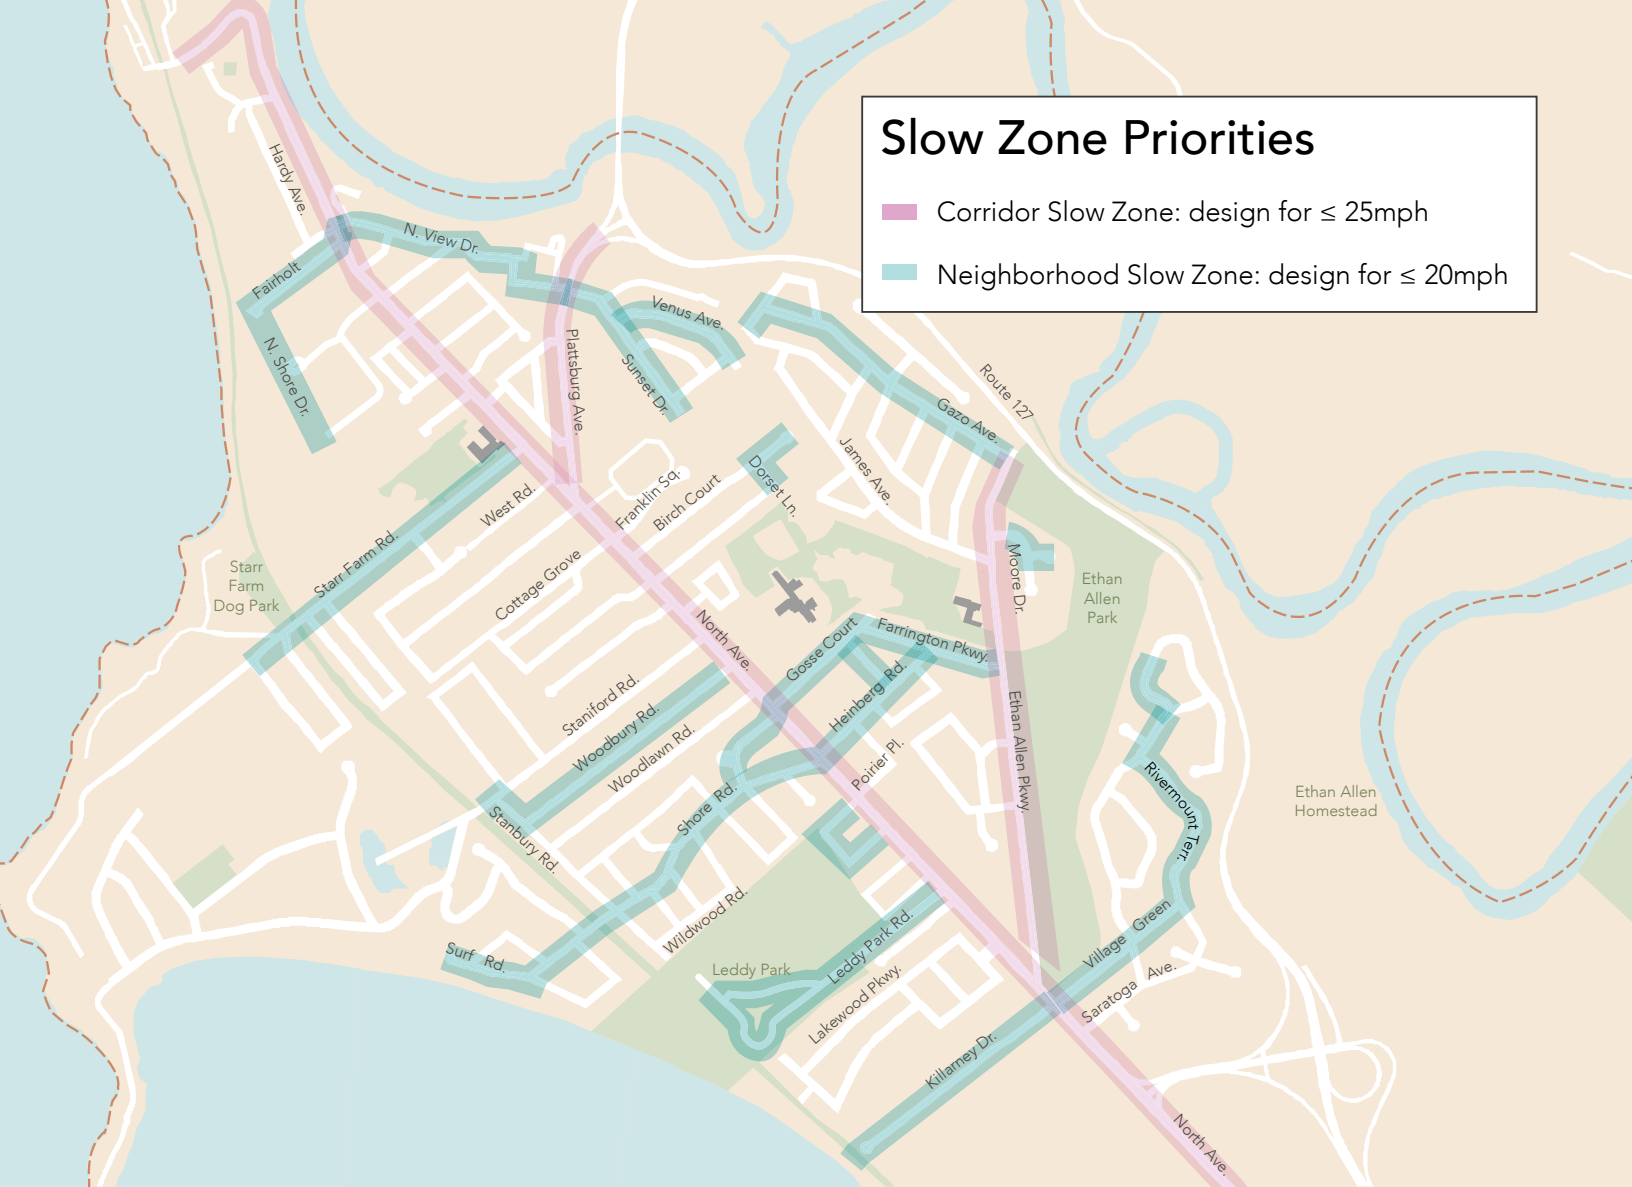 Slow Zone Priorities
Corridor Slow Zone: design for ≤ 25mph
Neighborhood Slow Zone: design for ≤ 20mph
Hardy Ave.
N. View Dr.
Fairholt
N. Shore Dr.
Venus Ave.
Plattsburg Ave.
Sunset Dr.
Route 127
Gazo Ave.
James Ave.
Dorset Ln.
Franklin Sq.
Birch Court
West Rd.
Starr Farm Rd.
Cottage Grove
Starr
Farm
Dog Park
Moore Dr.
Ethan
Allen
Park
North Ave.
Gosse Court
Farrington Pkwy.
Heinberg Rd.
Staniford Rd.
Woodbury Rd.
Woodlawn Rd.
Poirier Pl.
Ethan Allen Pkwy.
Rivermount Terr.
Ethan Allen
Homestead
Shore Rd.
Stanbury Rd.
Wildwood Rd.
Surf Rd.
Leddy Park
Leddy Park Rd.
Lakewood Pkwy.
Village Green
Saratoga Ave.
Killarney Dr.
North Ave.